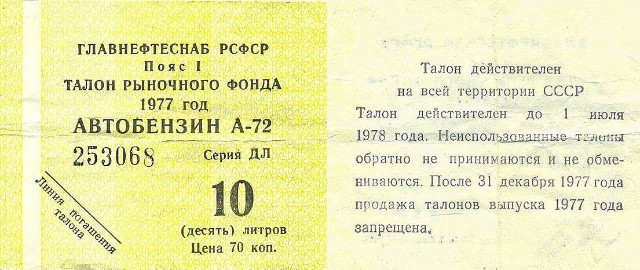 ГЛАВНЕФТЕСНАБ РСФСР
Пояс I
ТАЛОН РЫНОЧНОГО ФОНДА
1977 год
АВТОБЕНЗИН А-72
253068 Серия ДЛ
Линия погашения
талона
10
(десять) литров
Цена 70 коп.
Талон действителен
на всей территории СССР
Талон действителен до 1 июля
1978 года. Неиспользованные талоны
обратно не принимаются и не обме-
ниваются. После 31 декабря 1977 года
продажа талонов выпуска 1977 года
запрещена.